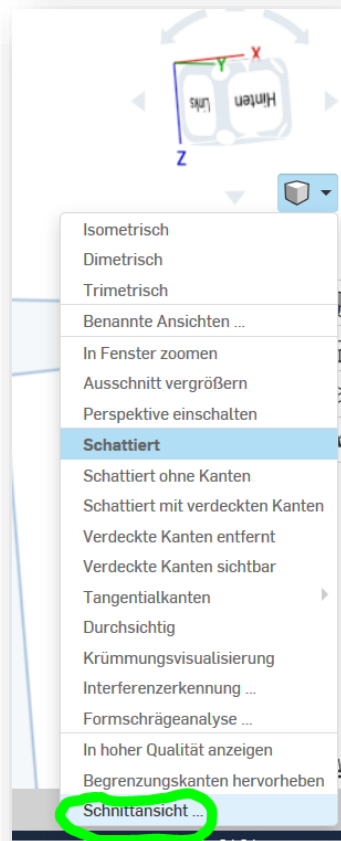 X
Y
Links
Hinten
Z
Isometrisch
Dimetrisch
Trimetrisch
Benannte Ansichten ...
In Fenster zoomen
Ausschnitt vergrößern
Perspektive einschalten
Schattiert
Schattiert ohne Kanten
Schattiert mit verdeckten Kanten
Verdeckte Kanten entfernt
Verdeckte Kanten sichtbar
Tangentialkanten
Durchsichtig
Krümmungsvisualisierung
Interferenzerkennung ...
Formschrägeanalyse ...
In hoher Qualität anzeigen
Begrenzungskanten hervorheben
Schnittansicht ...